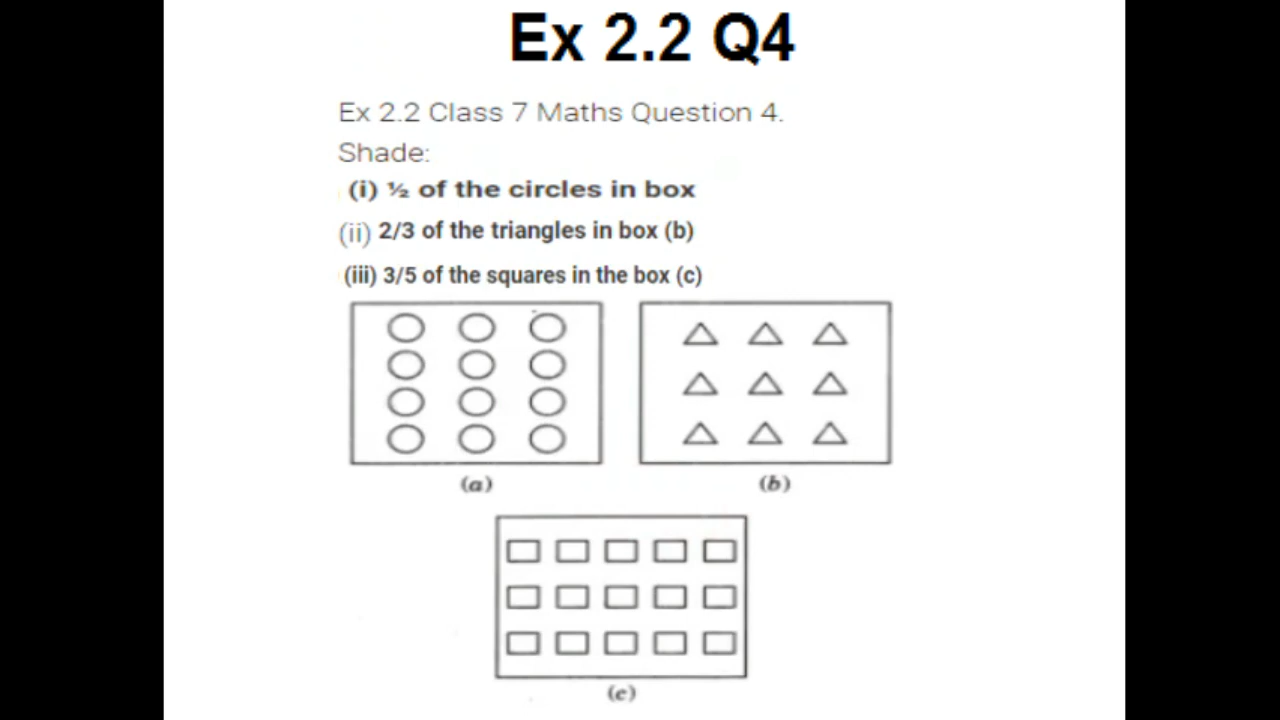 Ex 2.2 Q4
Ex 2.2 Class 7 Maths Question 4.
Shade:
(i) ½ of the circles in box
(ii) 2/3 of the triangles in box (b)
(iii) 3/5 of the squares in the box (c)
(a) (b)
(c)